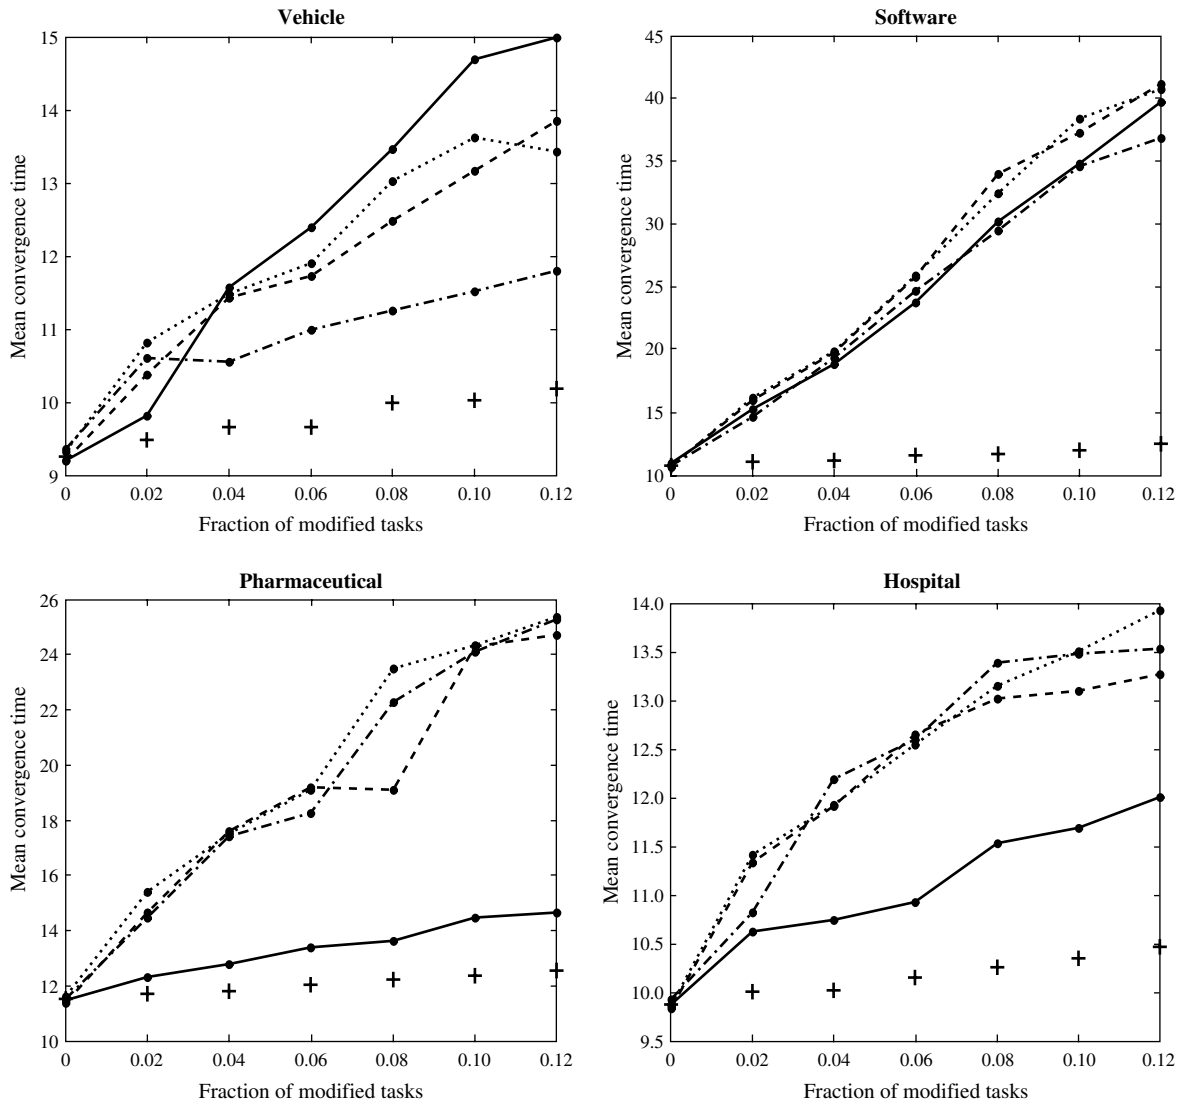 Vehicle
15
14
13
12
11
10
9
Mean convergence time
0 0.02 0.04 0.06 0.08 0.10 0.12
Fraction of modified tasks
Software
45
40
35
30
25
20
15
10
Mean convergence time
0 0.02 0.04 0.06 0.08 0.10 0.12
Fraction of modified tasks
Pharmaceutical
26
24
22
20
18
16
14
12
10
Mean convergence time
0 0.02 0.04 0.06 0.08 0.10 0.12
Fraction of modified tasks
Hospital
14.0
13.5
13.0
12.5
12.0
11.5
11.0
10.5
10.0
9.5
Mean convergence time
0 0.02 0.04 0.06 0.08 0.10 0.12
Fraction of modified tasks